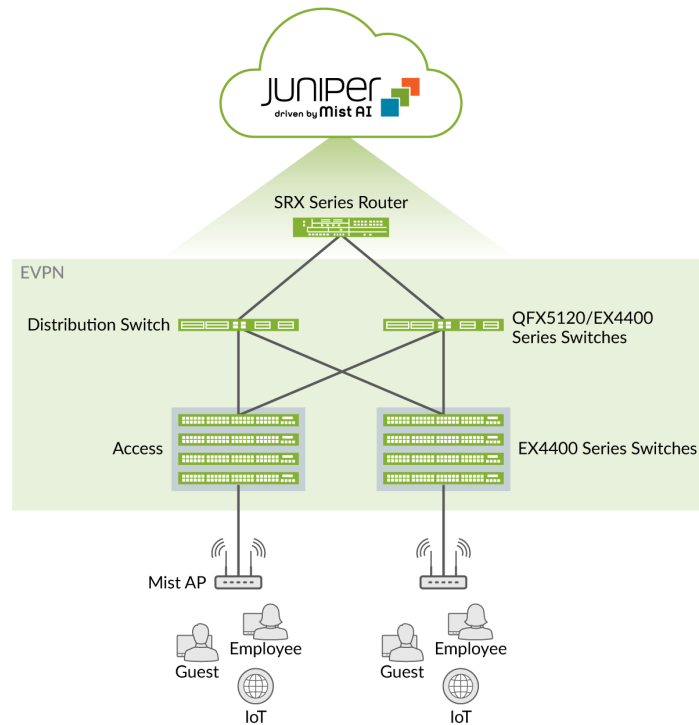 JUNIPEr
driven by Mist AI
SRX Series Router
EVPN
Distribution Switch
QFX5120/EX4400
Series Switches
Access
EX4400 Series Switches
Mist AP
Employee
Guest
IoT
Employee
Guest
IoT